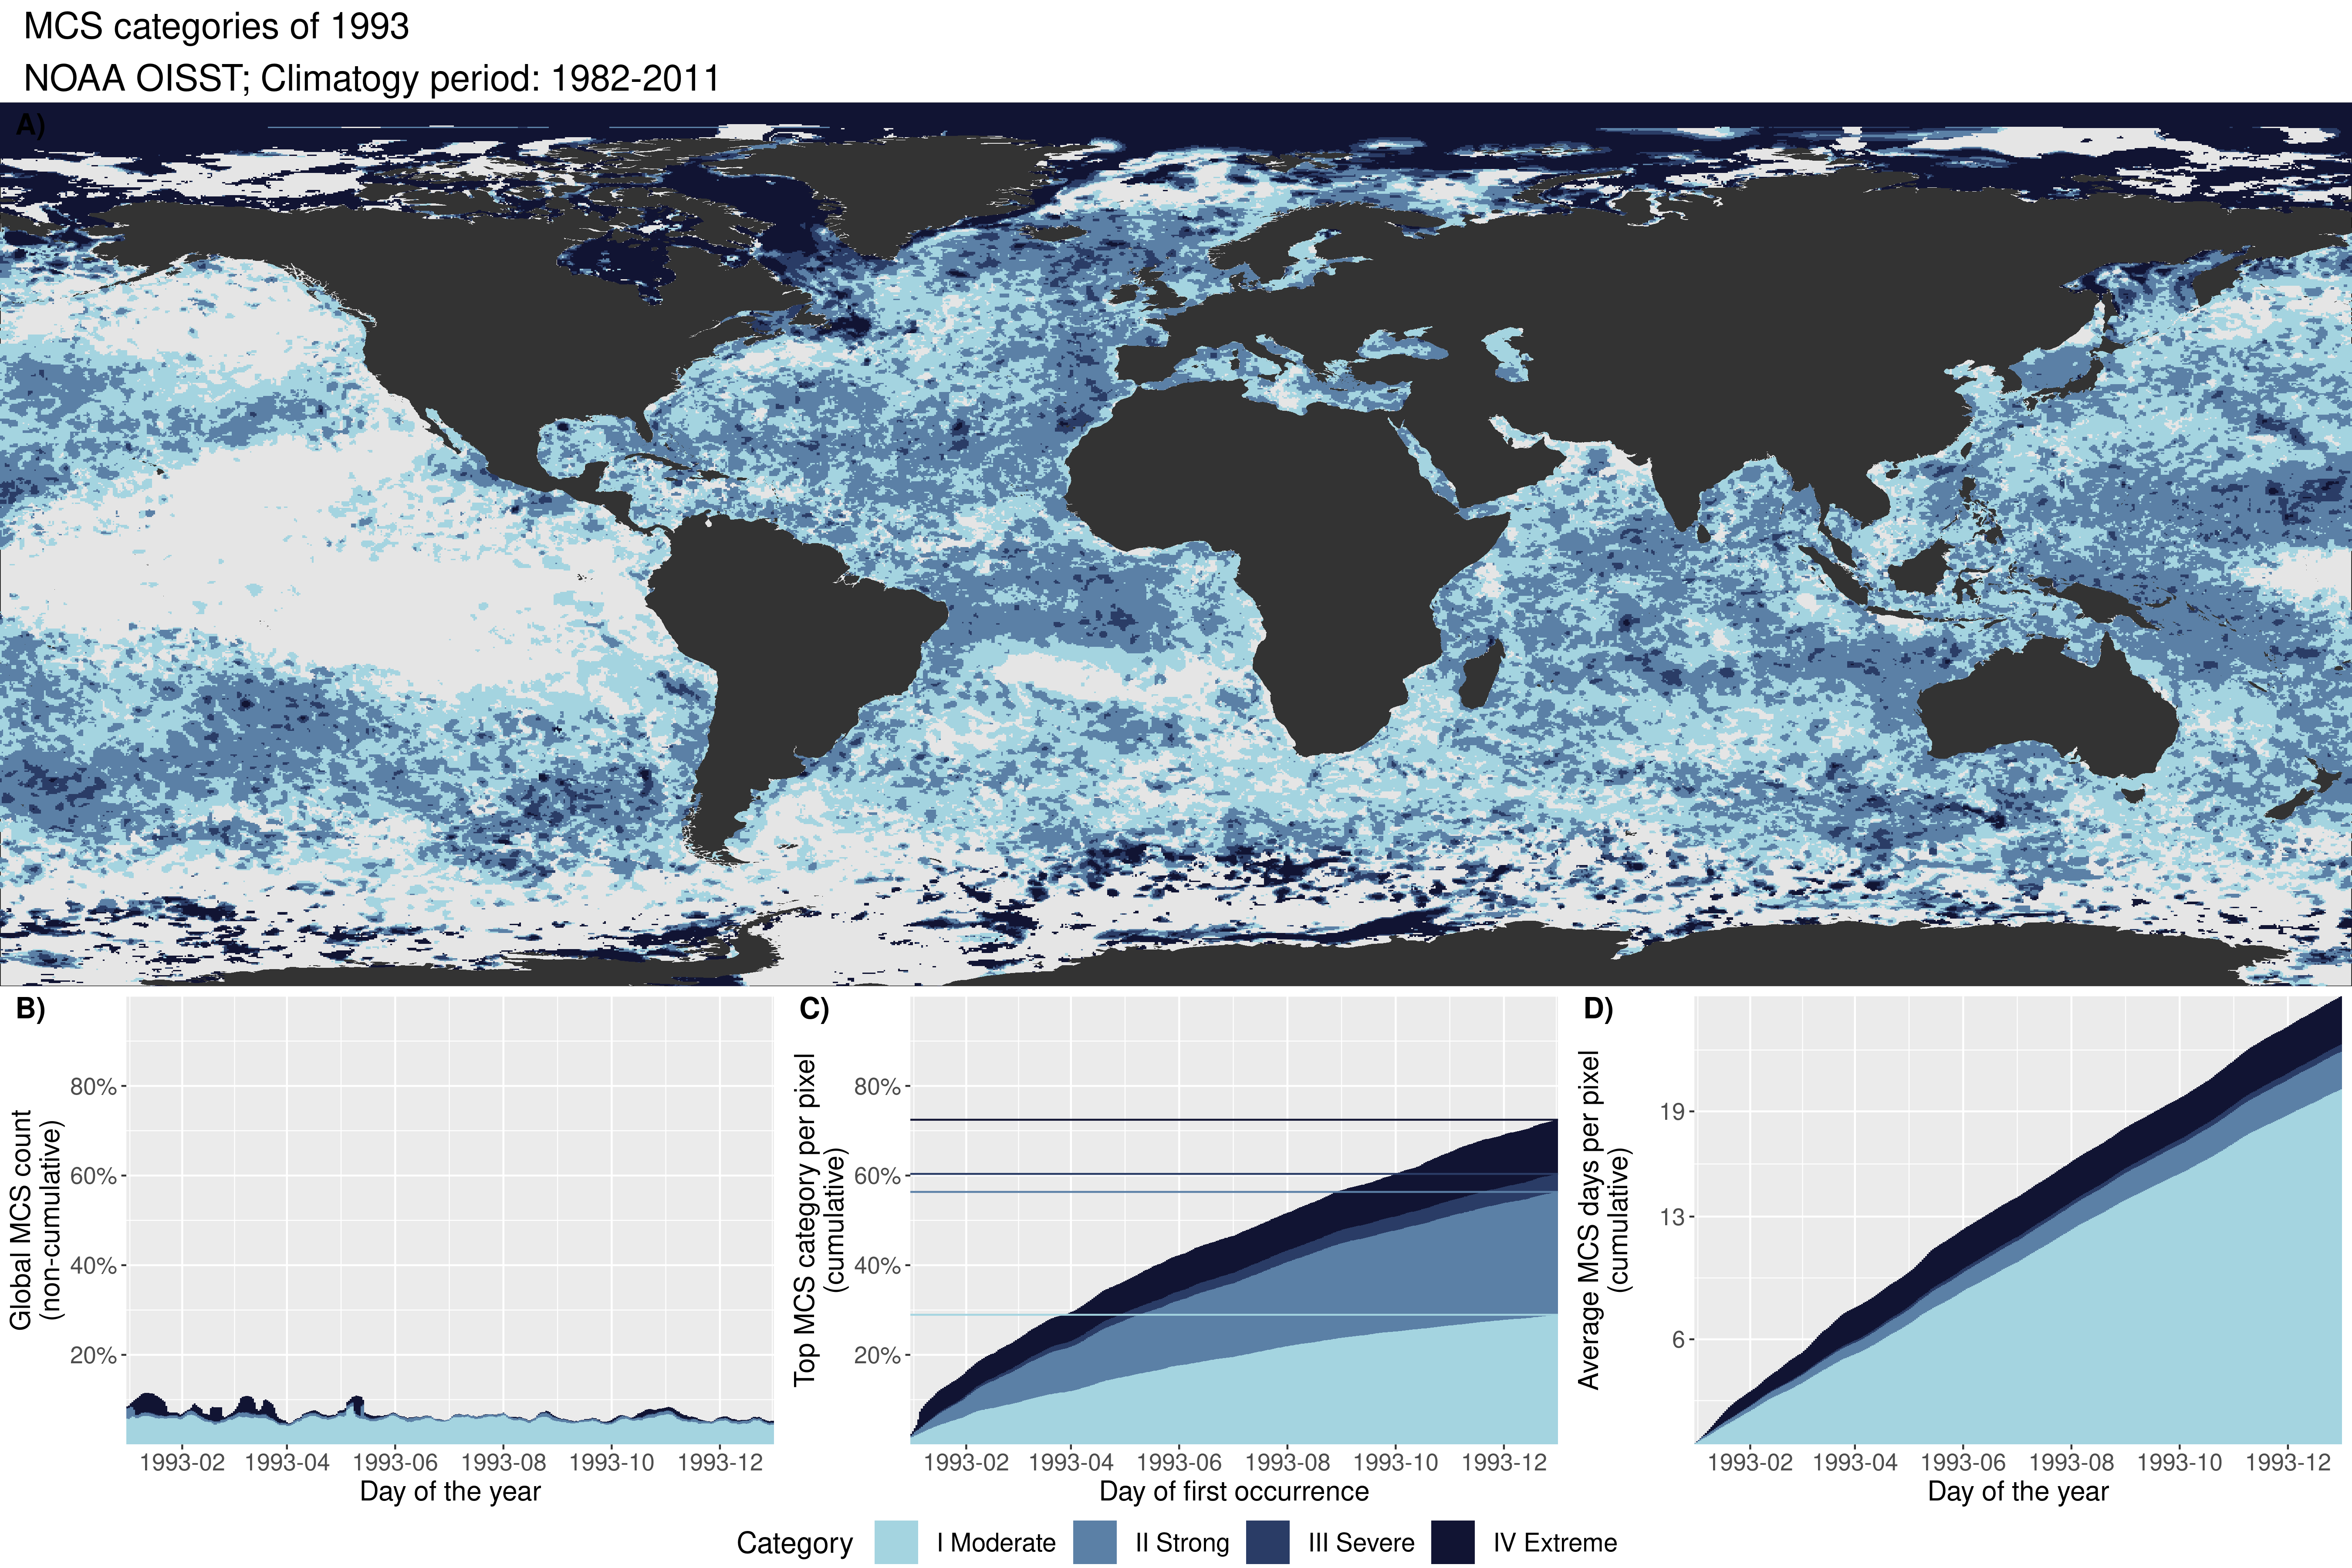 MCS categories of 1993
NOAA OISST; Climatogy period: 1982-2011
A)
B)
Global MCS count
(non-cumulative)
80%
60%
40%
20%
1993-02 1993-04 1993-06 1993-08 1993-10 1993-12
Day of the year
C)
Top MCS category per pixel
(cumulative)
80%
60%
40%
20%
1993-02 1993-04 1993-06 1993-08 1993-10 1993-12
Day of first occurrence
D)
Average MCS days per pixel
(cumulative)
19
13
6
1993-02 1993-04 1993-06 1993-08 1993-10 1993-12
Day of the year
Category I Moderate II Strong III Severe IV Extreme